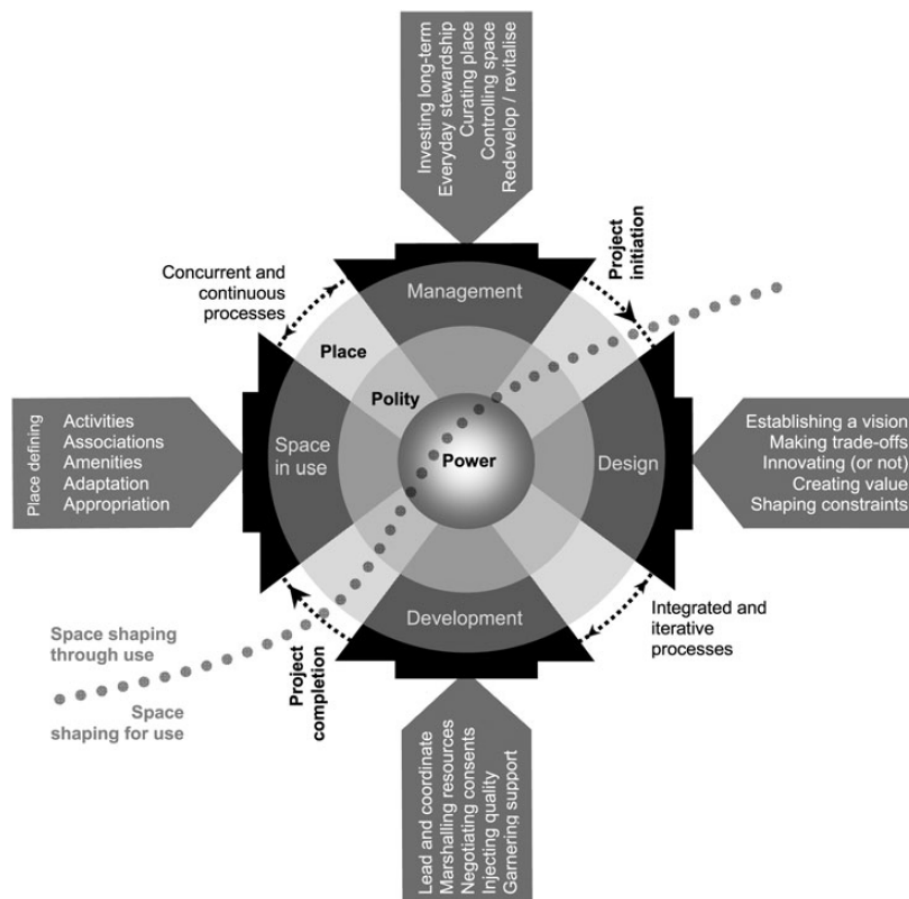 Investing long-term
Everyday stewardship
Curating place
Controlling space
Redevelop / revitalise
Project
initiation
Concurrent and
continuous
processes
Management
Place
Polity
Place defining
Activities
Associations
Amenities
Adaptation
Appropriation
Space
in use
Power
Design
Establishing a vision
Making trade-offs
Innovating (or not)
Creating value
Shaping constraints
Development
Integrated and
iterative
processes
Space shaping
through use
Space
shaping for use
Project
completion
Lead and coordinate
Marshalling resources
Negotiating consents
Injecting quality
Garnering support